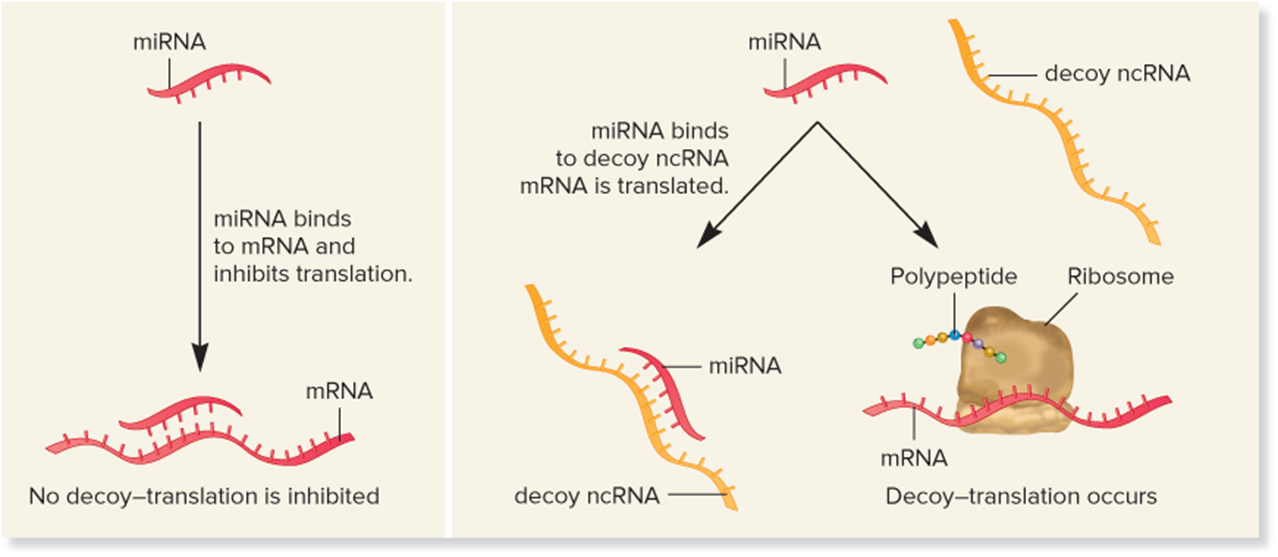 miRNA
miRNA binds
to mRNA and
inhibits translation.
mRNA
No decoy–translation is inhibited
miRNA
decoy ncRNA
miRNA binds
to decoy ncRNA
mRNA is translated.
miRNA
decoy ncRNA
Polypeptide
Ribosome
mRNA
Decoy–translation occurs